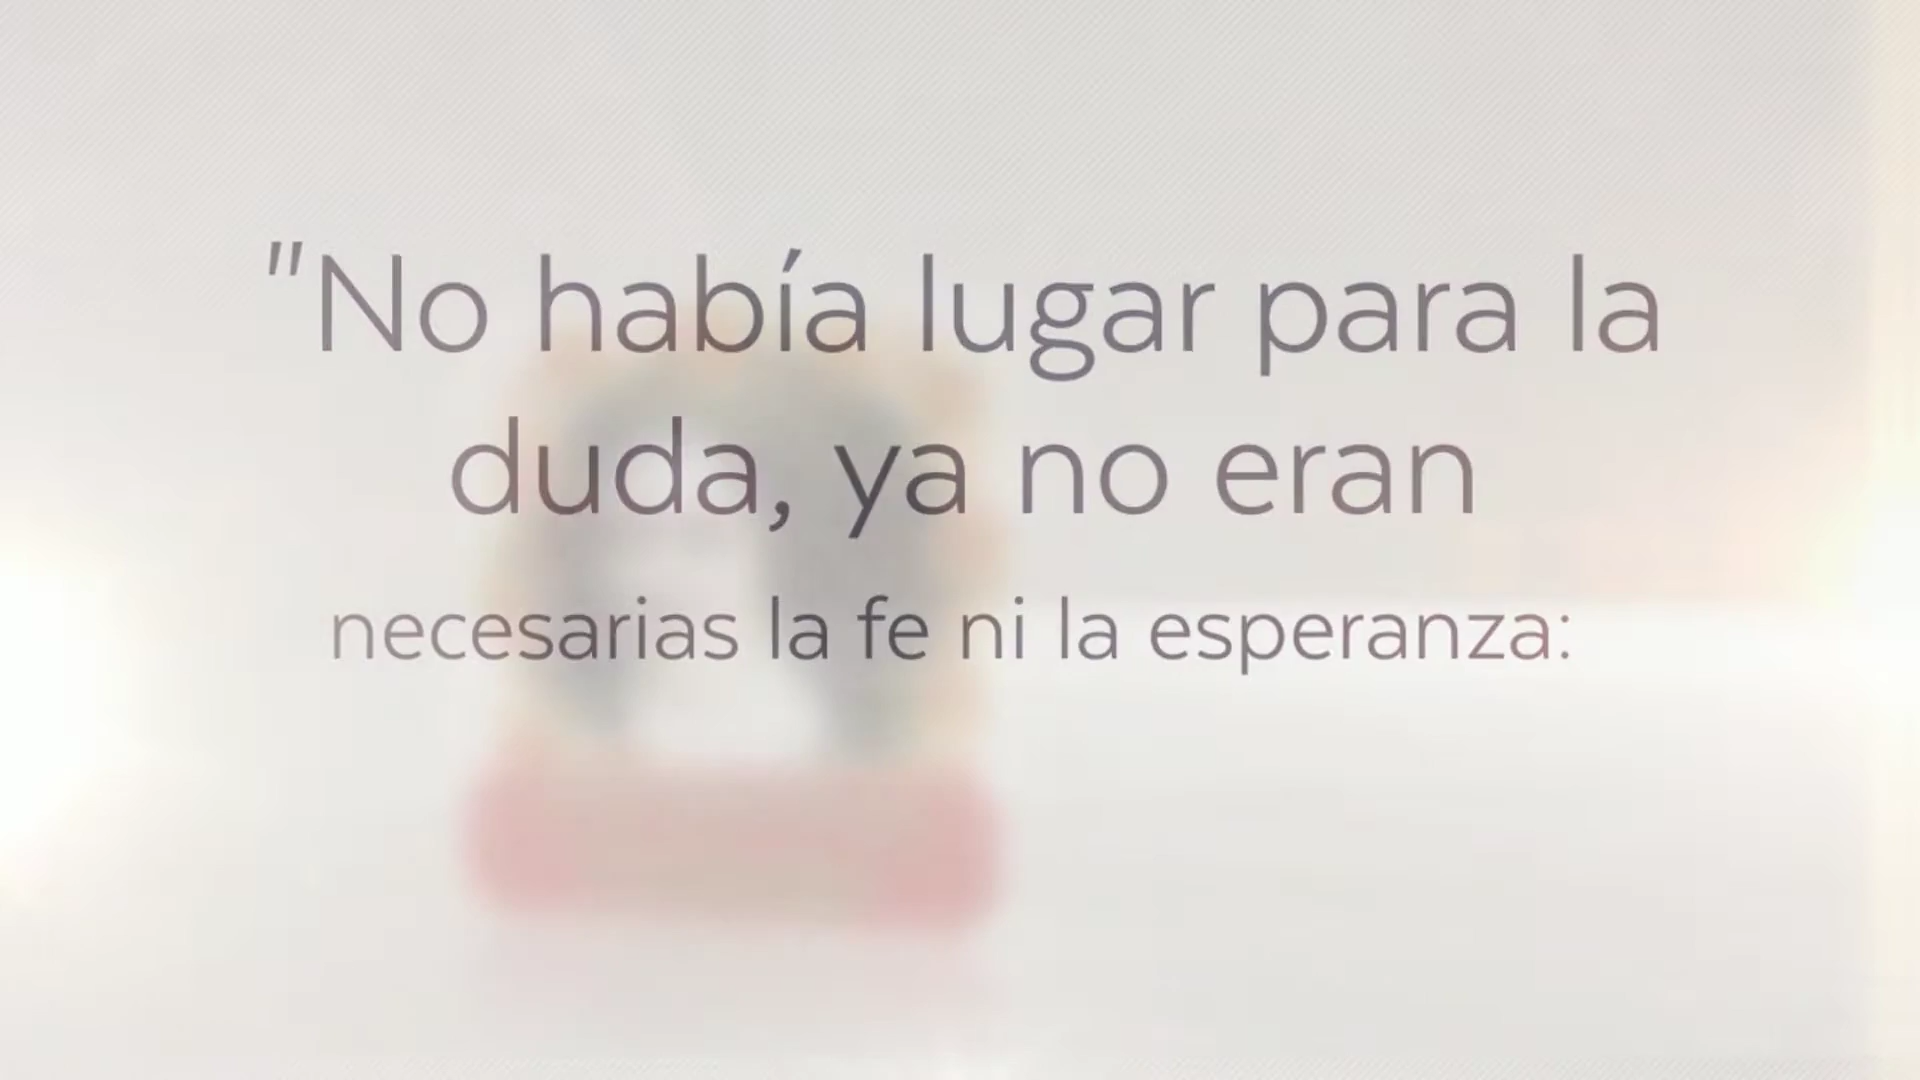 "No había lugar para la
duda, ya no eran
necesarias la fe ni la esperanza: